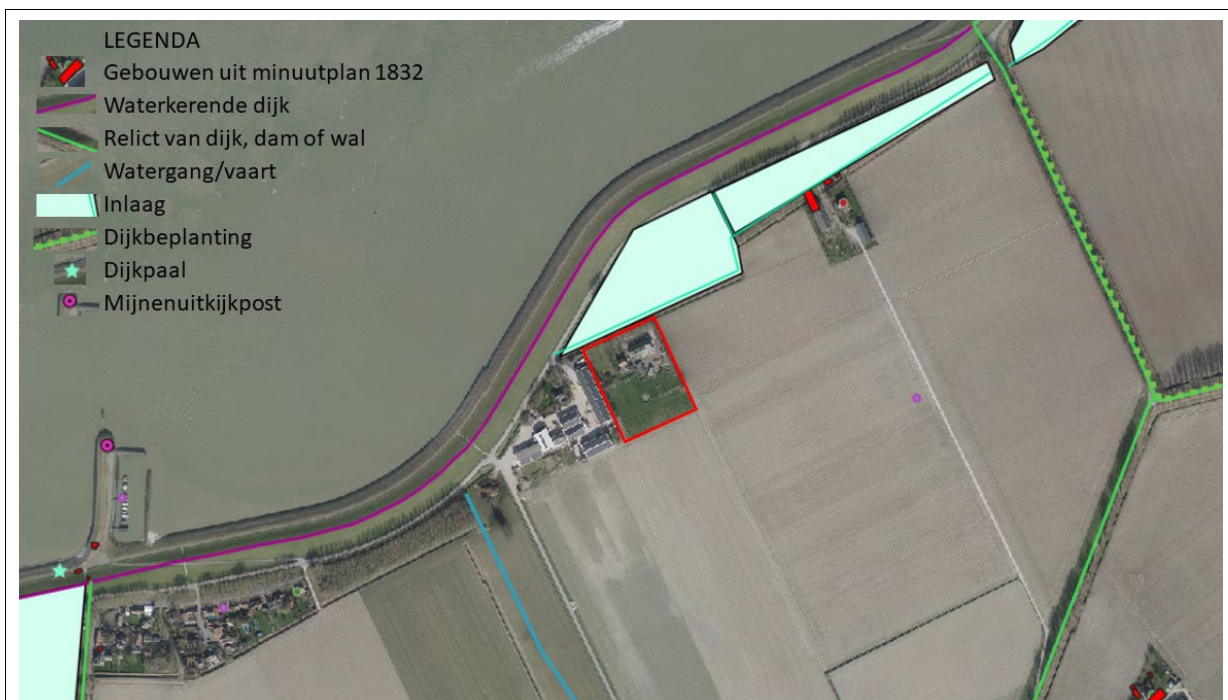 LEGENDA
Gebouwen uit minuutplan 1832
Waterkerende dijk
Relict van dijk, dam of wal
Watergang/vaart
Inlaag
Dijkbeplanting
Dijkpaal
Mijnenuitkijkpost